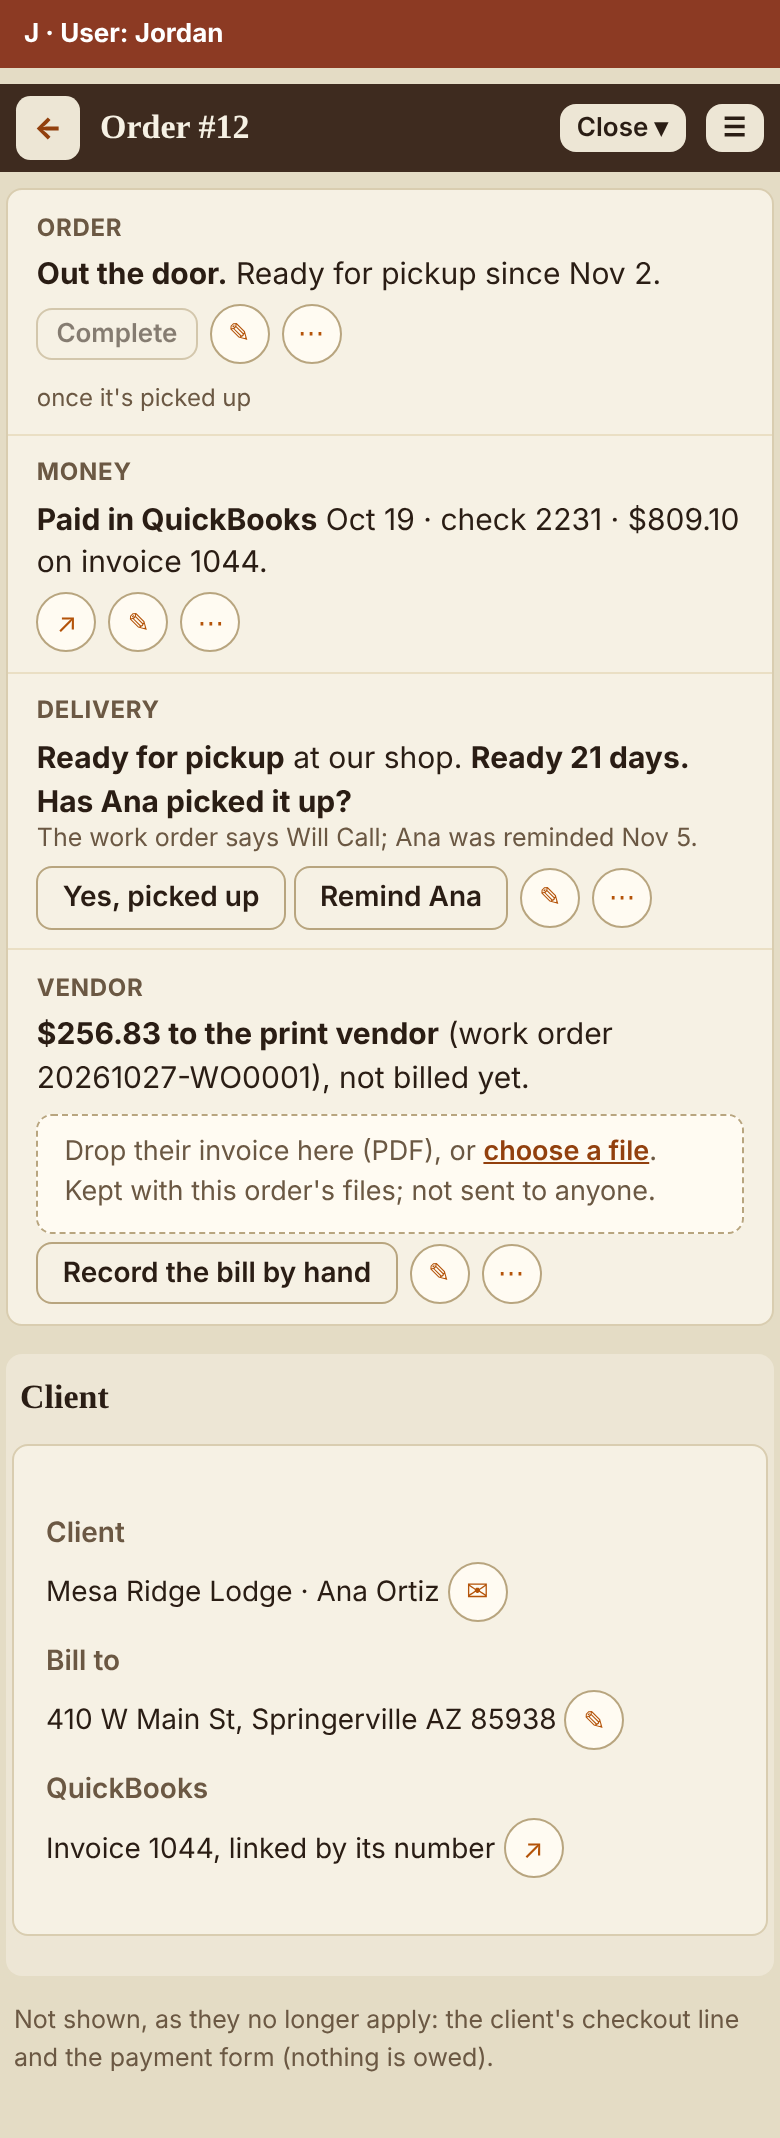 J · User: Jordan
← Order #12 Close ▾ ☰
ORDER
Out the door. Ready for pickup since Nov 2.
Complete ✎ ⋯
once it's picked up
MONEY
Paid in QuickBooks Oct 19 · check 2231 · $809.10
on invoice 1044.
↗ ✎ ⋯
DELIVERY
Ready for pickup at our shop. Ready 21 days.
Has Ana picked it up?
The work order says Will Call; Ana was reminded Nov 5.
Yes, picked up Remind Ana ✎ ⋯
VENDOR
$256.83 to the print vendor (work order
20261027-WO0001), not billed yet.
Drop their invoice here (PDF), or choose a file.
Kept with this order's files; not sent to anyone.
Record the bill by hand ✎ ⋯
Client
Client
Mesa Ridge Lodge · Ana Ortiz ✉
Bill to
410 W Main St, Springerville AZ 85938 ✎
QuickBooks
Invoice 1044, linked by its number ↗
Not shown, as they no longer apply: the client's checkout line
and the payment form (nothing is owed).